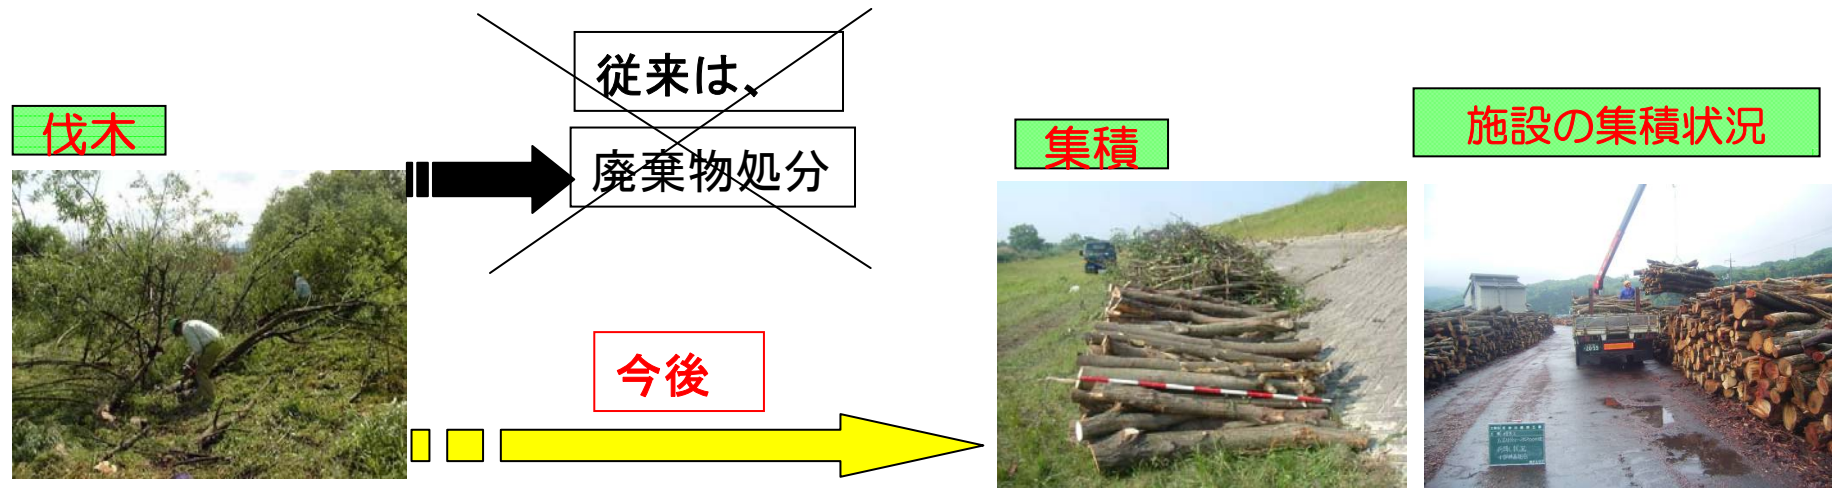 伐木
従来は、
廃棄物処分
今後
集積
施設の集積状況